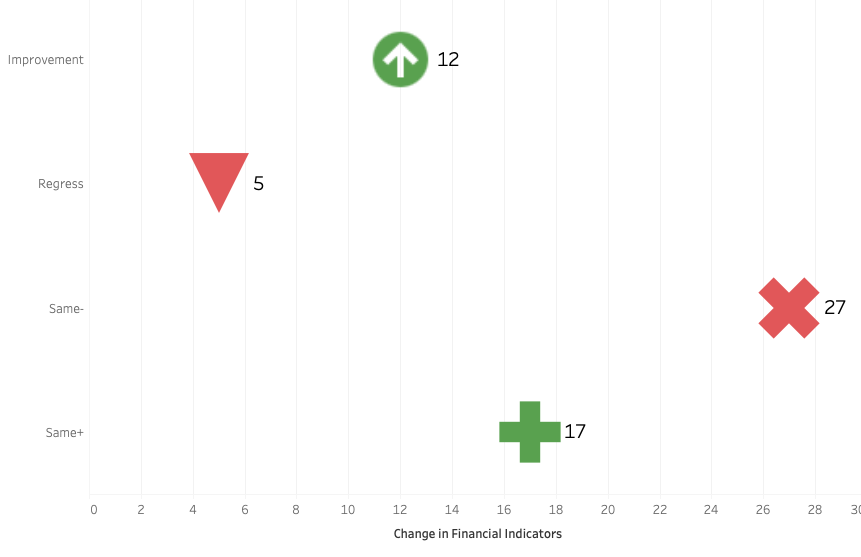 Improvement
12
Regress
5
Same-
27
Same+
17
0 2 4 6 8 10 12 14 16 18 20 22 24 26 28 30
Change in Financial Indicators